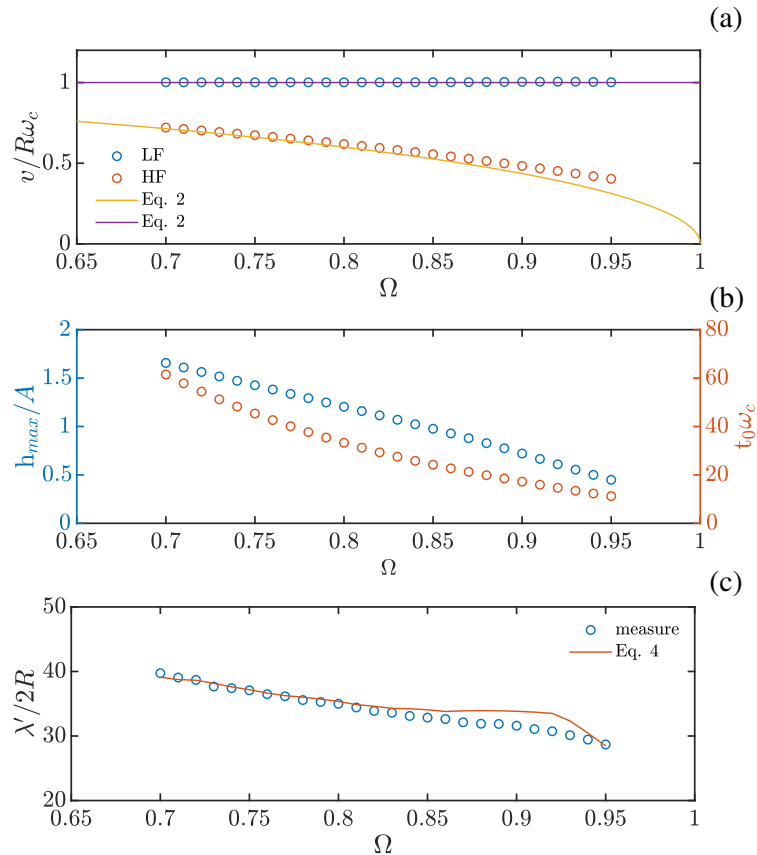 (a)
1
0.5
0
v/Rω_c
LF
HF
Eq. 2
Eq. 2
0.65 0.7 0.75 0.8 0.85 0.9 0.95 1
Ω
(b)
2
1.5
1
0.5
0
h_max/A
80
60
40
20
0
t_0ω_c
0.65 0.7 0.75 0.8 0.85 0.9 0.95 1
Ω
(c)
50
40
30
20
λ′/2R
measure
Eq. 4
0.65 0.7 0.75 0.8 0.85 0.9 0.95 1
Ω